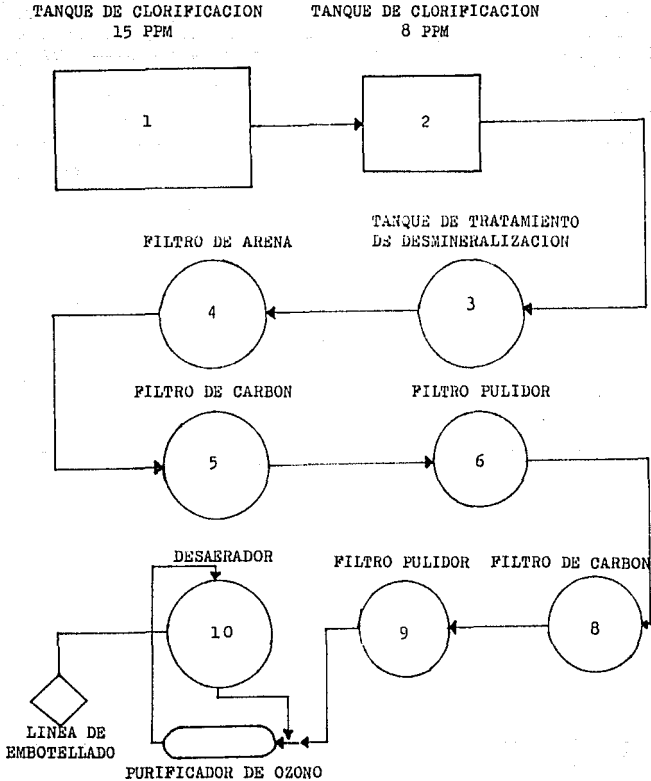 TANQUE DE CLORIFICACION
15 PPM
TANQUE DE CLORIFICACION
8 PPM
1
2
FILTRO DE ARENA
TANQUE DE TRATAMIENTO
DE DESMINERALIZACION
4
3
FILTRO DE CARBON
FILTRO PULIDOR
5
6
DESAERADOR
FILTRO PULIDOR
FILTRO DE CARBON
10
9
8
LINEA DE
EMBOTELLADO
PURIFICADOR DE OZONO